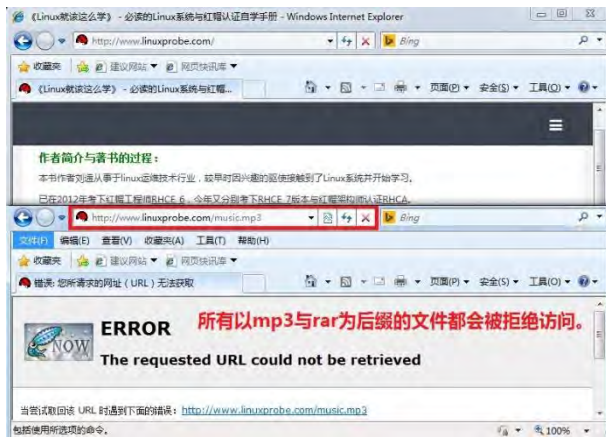 《Linux就该这么学》 - 必读的Linux系统与红帽认证自学手册 - Windows Internet Explorer
http://www.linuxprobe.com/ Bing
收藏夹 建议网站 网页快讯库
《Linux就该这么学》 - 必读的Linux系统与红帽... 页面(P) 安全(S) 工具(O)
作者简介与著书的过程：
本书作者刘遄从事于linux运维技术行业，较早时因兴趣的驱使接触到了Linux系统并开始学习。
已在2012年考下红帽工程师RHCE_6，今年又分别考下RHCE_7版本与红帽架构师认证RHCA。
http://www.linuxprobe.com/music.mp3 Bing
文件(F) 编辑(E) 查看(V) 收藏夹(A) 工具(T) 帮助(H)
收藏夹 建议网站 网页快讯库
错误: 您所请求的网址（URL）无法获取 页面(P) 安全(S) 工具(O)
所有以mp3与rar为后缀的文件都会被拒绝访问。
NOW
ERROR
The requested URL could not be retrieved
当尝试取回该 URL 时遇到下面的错误：http://www.linuxprobe.com/music.mp3
包括使用所选项的命令。 100%